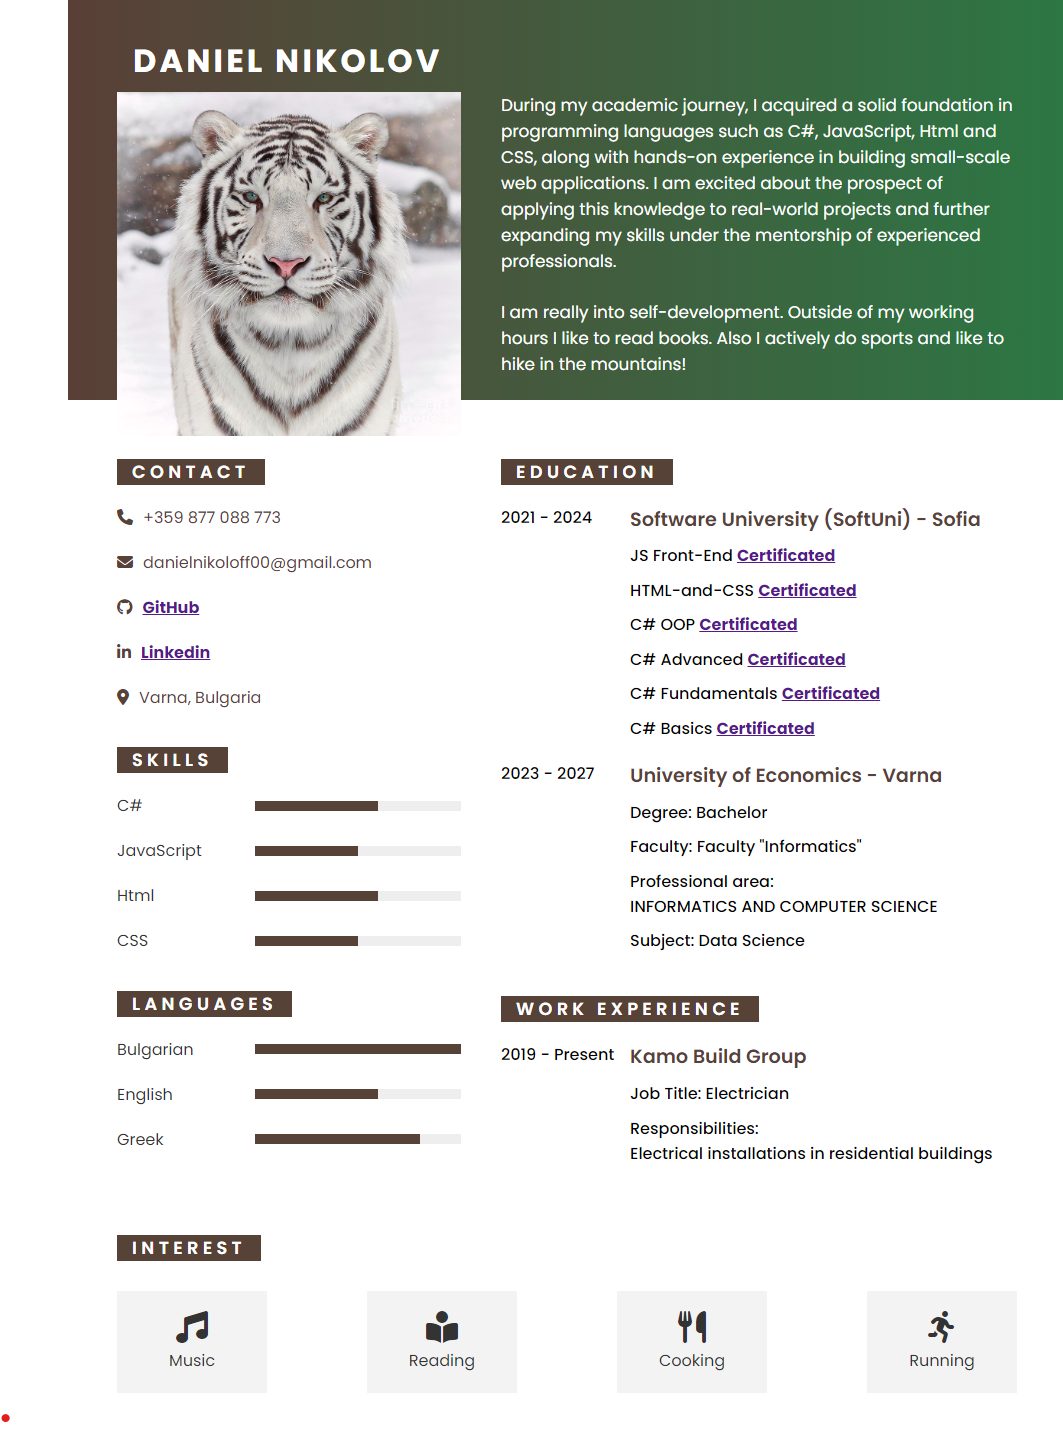 DANIEL NIKOLOV
During my academic journey, I acquired a solid foundation in
programming languages such as C#, JavaScript, Html and
CSS, along with hands-on experience in building small-scale
web applications. I am excited about the prospect of
applying this knowledge to real-world projects and further
expanding my skills under the mentorship of experienced
professionals.
I am really into self-development. Outside of my working
hours I like to read books. Also I actively do sports and like to
hike in the mountains!
CONTACT
+359 877 088 773
danielnikoloff00@gmail.com
GitHub
Linkedin
Varna, Bulgaria
SKILLS
C#
JavaScript
Html
CSS
LANGUAGES
Bulgarian
English
Greek
EDUCATION
2021 - 2024 Software University (SoftUni) - Sofia
JS Front-End Certificated
HTML-and-CSS Certificated
C# OOP Certificated
C# Advanced Certificated
C# Fundamentals Certificated
C# Basics Certificated
2023 - 2027 University of Economics - Varna
Degree: Bachelor
Faculty: Faculty "Informatics"
Professional area:
INFORMATICS AND COMPUTER SCIENCE
Subject: Data Science
WORK EXPERIENCE
2019 - Present Kamo Build Group
Job Title: Electrician
Responsibilities:
Electrical installations in residential buildings
INTEREST
Music
Reading
Cooking
Running